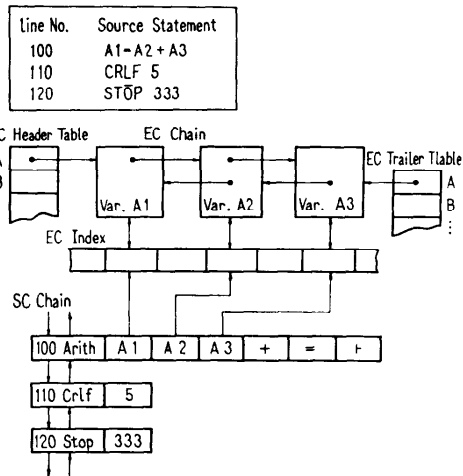 Line No. Source Statement
100 A1=A2+A3
110 CRLF 5
120 STŌP 333
C Header Table EC Chain
EC Trailer Tlable
A
B
Var. A1 Var. A2 Var. A3
A
B
⋮
EC Index
SC Chain
100 Arith A1 A2 A3 + = ⊢
110 Crlf 5
120 Stop 333